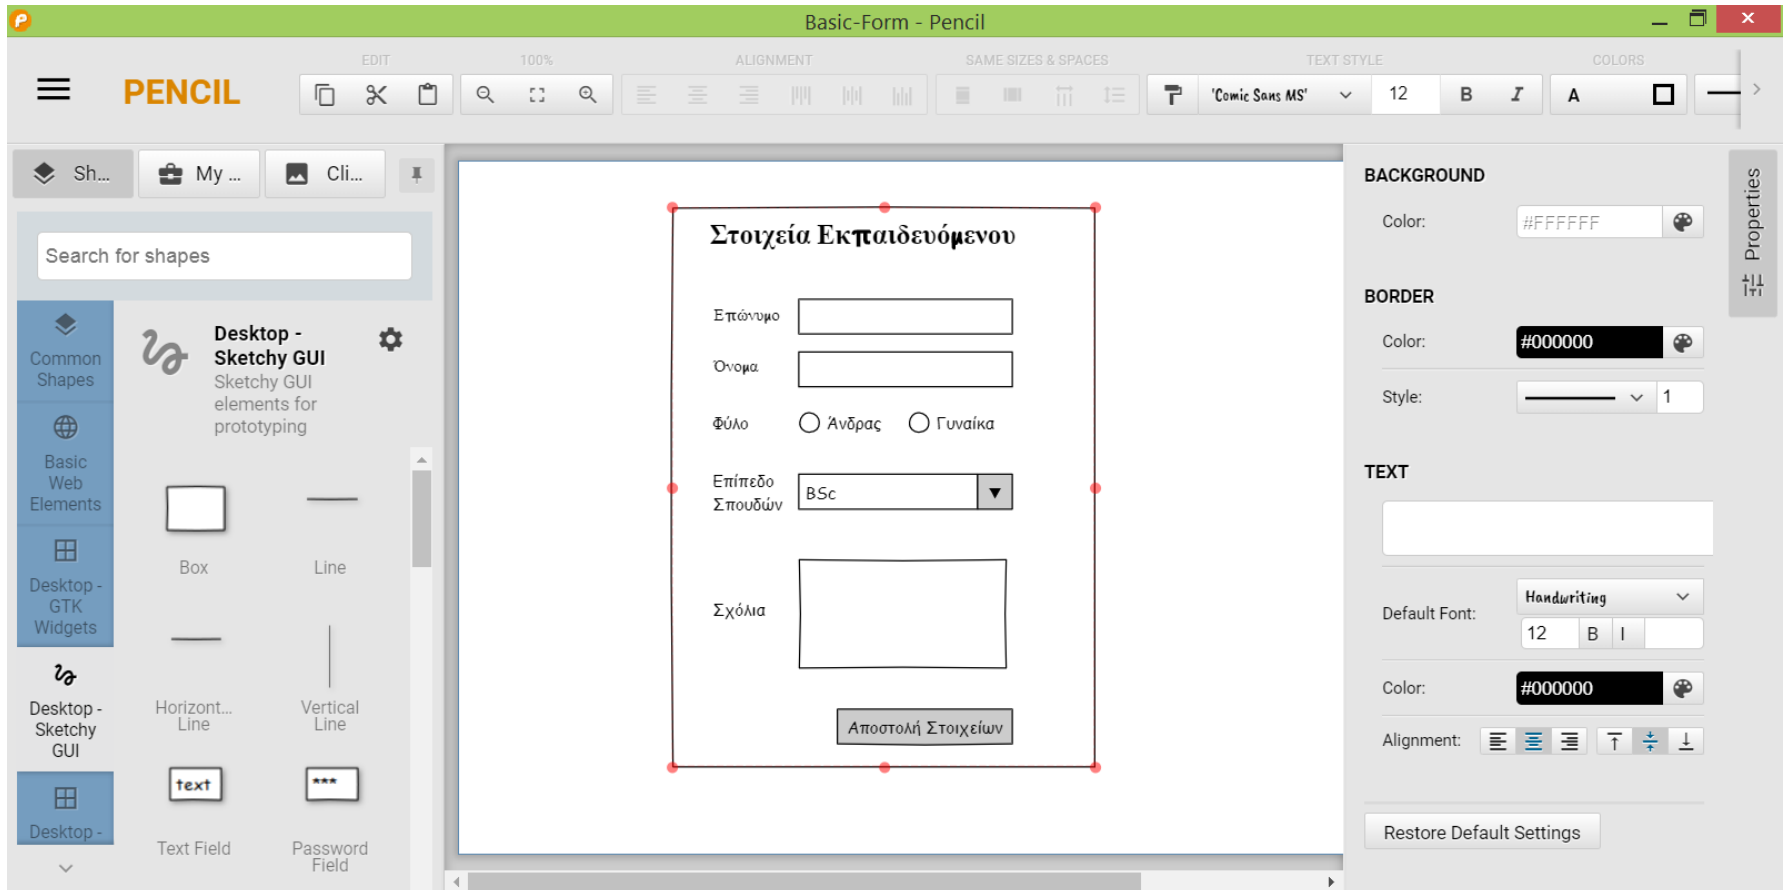 Basic-Form - Pencil
EDIT
100%
ALIGNMENT
SAME SIZES & SPACES
TEXT STYLE
COLORS
PENCIL
'Comic Sans MS'
12
B
I
A
Sh...
My ...
Cli...
Search for shapes
Common
Shapes
Basic
Web
Elements
Desktop -
GTK
Widgets
Desktop -
Sketchy
GUI
Desktop -
Desktop -
Sketchy GUI
Sketchy GUI
elements for
prototyping
Box
Line
Horizont...
Line
Vertical
Line
text
***
Text Field
Password
Field
Στοιχεία Εκπαιδευόμενου
Επώνυμο
Όνομα
Φύλο
Άνδρας
Γυναίκα
Επίπεδο
Σπουδών
BSc
Σχόλια
Αποστολή Στοιχείων
BACKGROUND
Color:
#FFFFFF
BORDER
Color:
#000000
Style:
1
TEXT
Default Font:
Handwriting
12
B
I
Color:
#000000
Alignment:
Restore Default Settings
Properties